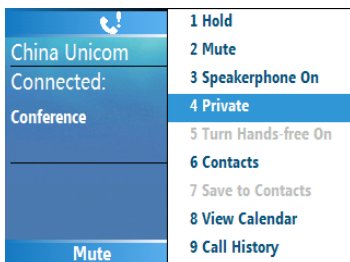 China Unicom
Connected:
Conference
Mute
1 Hold
2 Mute
3 Speakerphone On
4 Private
5 Turn Hands-free On
6 Contacts
7 Save to Contacts
8 View Calendar
9 Call History